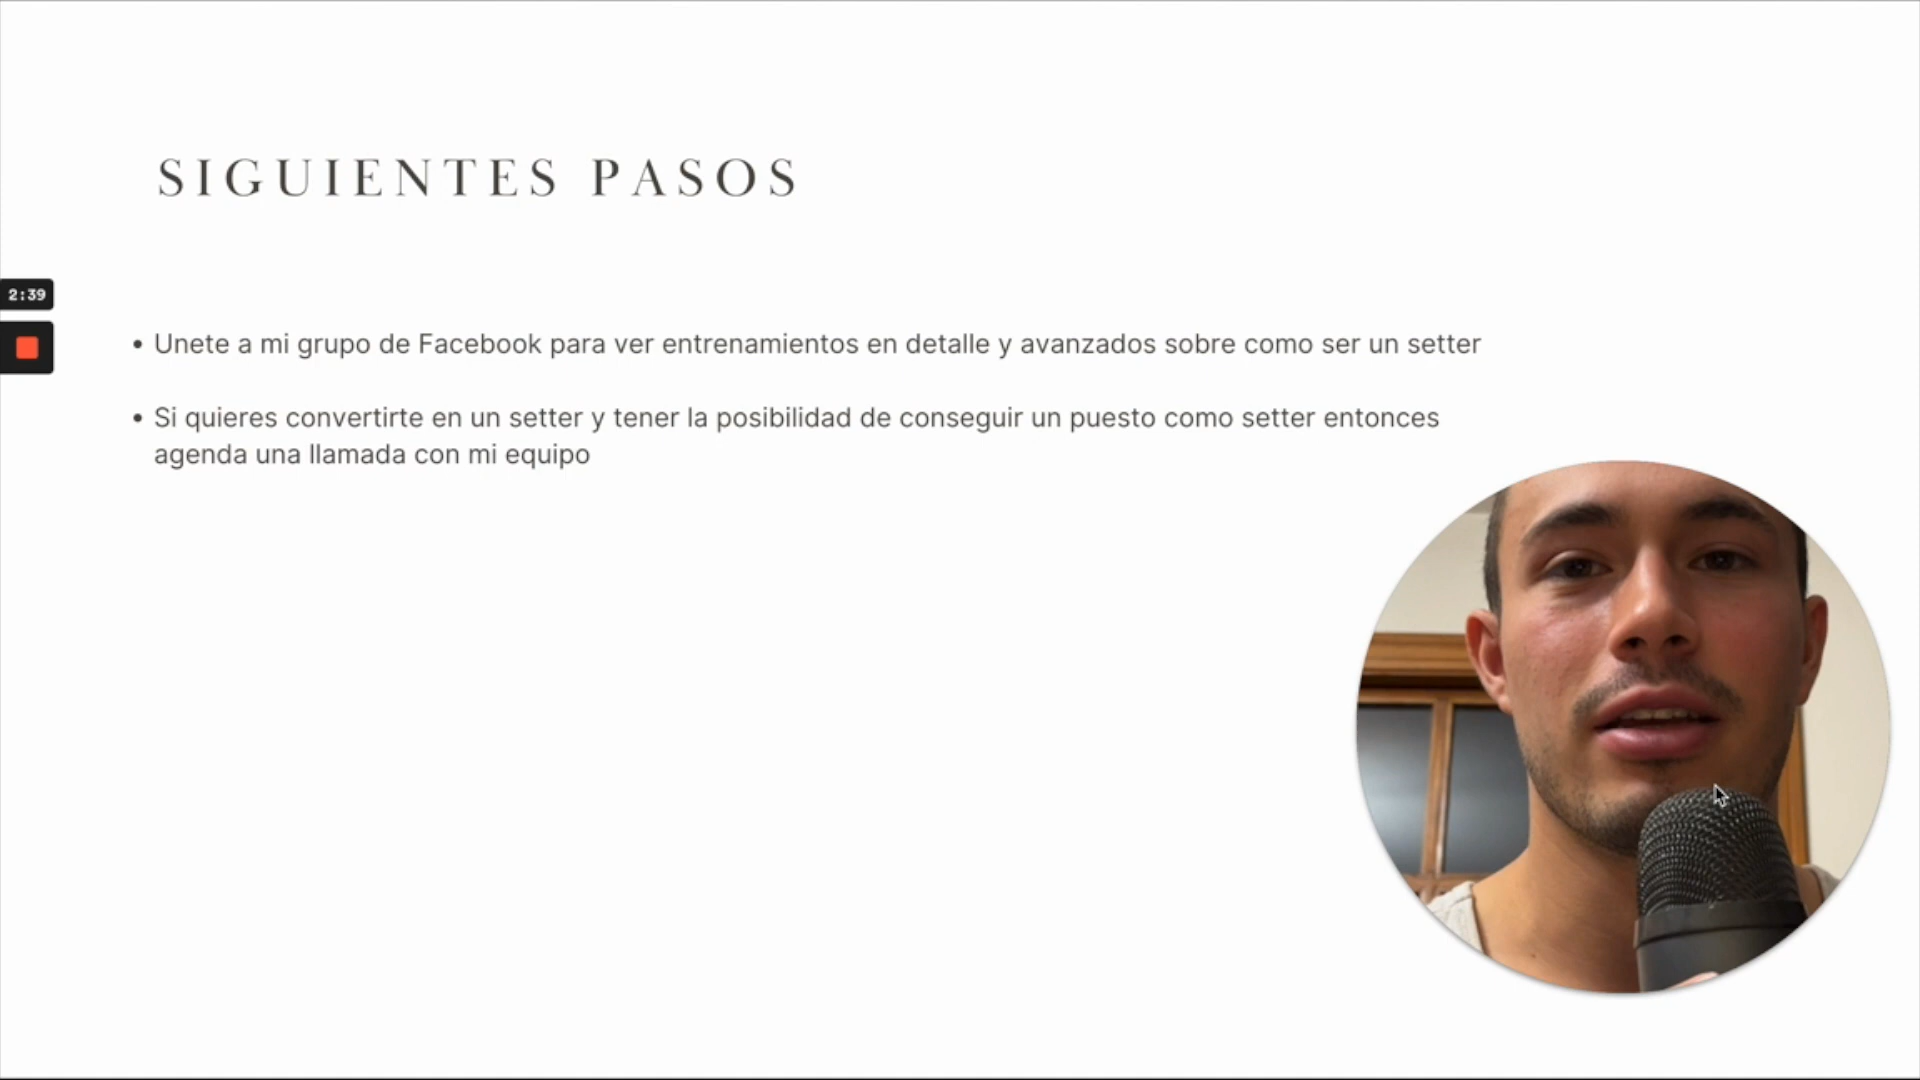 SIGUIENTES PASOS
2:39
• Unete a mi grupo de Facebook para ver entrenamientos en detalle y avanzados sobre como ser un setter
• Si quieres convertirte en un setter y tener la posibilidad de conseguir un puesto como setter entonces
agenda una llamada con mi equipo